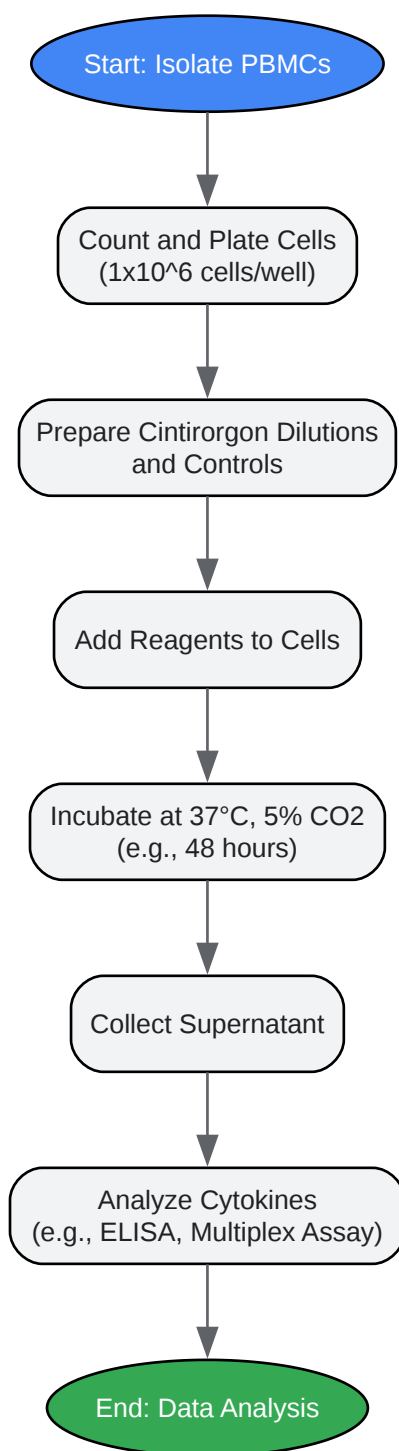 Start: Isolate PBMCs
Count and Plate Cells
(1x10^6 cells/well)
Prepare Cintirorgon Dilutions
and Controls
Add Reagents to Cells
Incubate at 37°C, 5% CO2
(e.g., 48 hours)
Collect Supernatant
Analyze Cytokines
(e.g., ELISA, Multiplex Assay)
End: Data Analysis